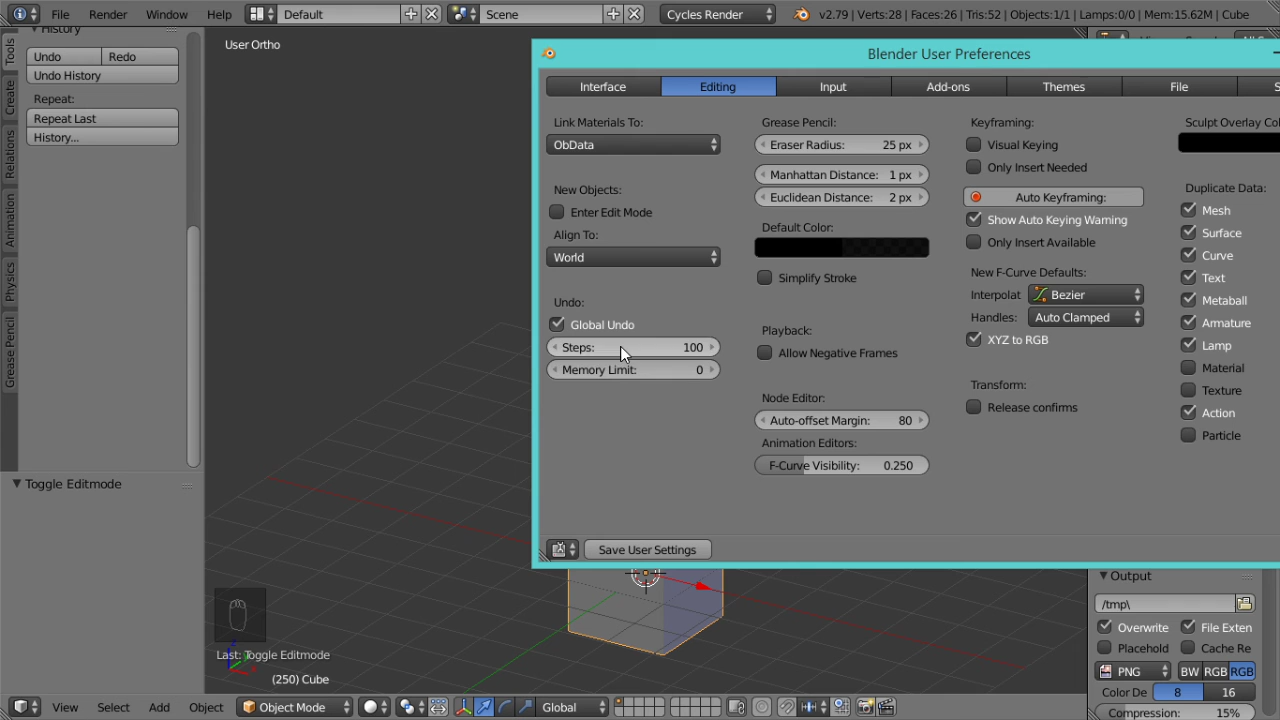 File Render Window Help Default Scene Cycles Render v2.79 | Verts:28 | Faces:26 | Tris:52 | Objects:1/1 | Lamps:0/0 | Mem:15.62M | Cube
History
Undo Redo
Undo History
Repeat:
Repeat Last
History...
Tools
Create
Relations
Animation
Physics
Grease Pencil
Toggle Editmode
User Ortho
Blender User Preferences
Interface Editing Input Add-ons Themes File S
Link Materials To:
ObData
New Objects:
Enter Edit Mode
Align To:
World
Undo:
Global Undo
Steps: 100
Memory Limit: 0
Grease Pencil:
Eraser Radius: 25 px
Manhattan Distance: 1 px
Euclidean Distance: 2 px
Default Color:
Simplify Stroke
Playback:
Allow Negative Frames
Node Editor:
Auto-offset Margin: 80
Animation Editors:
F-Curve Visibility: 0.250
Keyframing:
Visual Keying
Only Insert Needed
Auto Keyframing:
Show Auto Keying Warning
Only Insert Available
New F-Curve Defaults:
Interpolat Bezier
Handles: Auto Clamped
XYZ to RGB
Transform:
Release confirms
Sculpt Overlay Col
Duplicate Data:
Mesh
Surface
Curve
Text
Metaball
Armature
Lamp
Material
Texture
Action
Particle
Save User Settings
Last: Toggle Editmode
(250) Cube
Output
/tmp\
Overwrite File Exten
Placehold Cache Re
PNG BW RGB RGB
Color De 8 16
Compression: 15%
View Select Add Object Object Mode Global